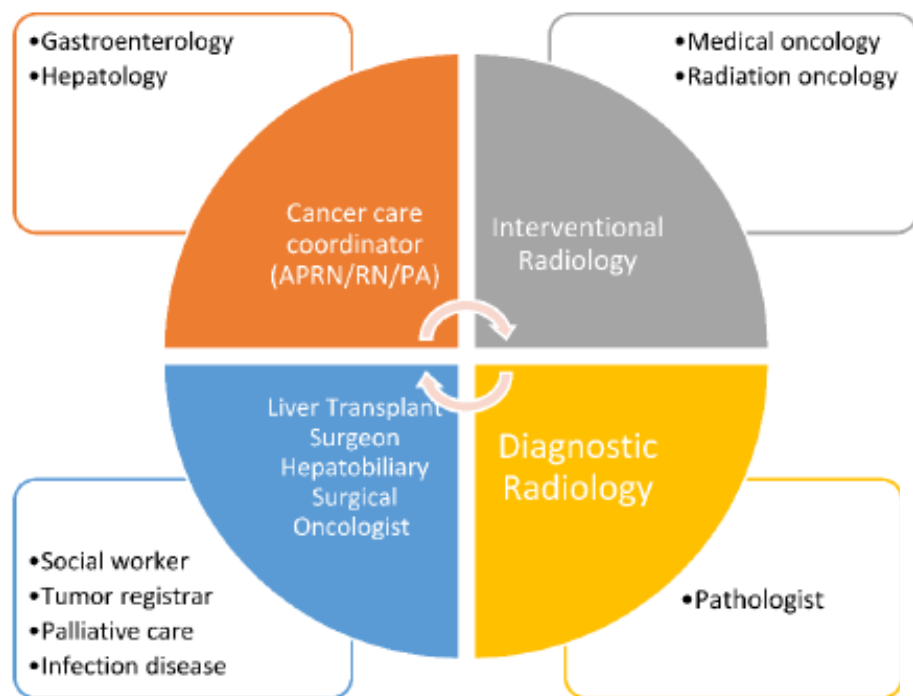 •Gastroenterology
•Hepatology
•Medical oncology
•Radiation oncology
Cancer care
coordinator
(APRN/RN/PA)
Interventional
Radiology
Liver Transplant
Surgeon
Hepatobiliary
Surgical
Oncologist
Diagnostic
Radiology
•Social worker
•Tumor registrar
•Palliative care
•Infection disease
•Pathologist